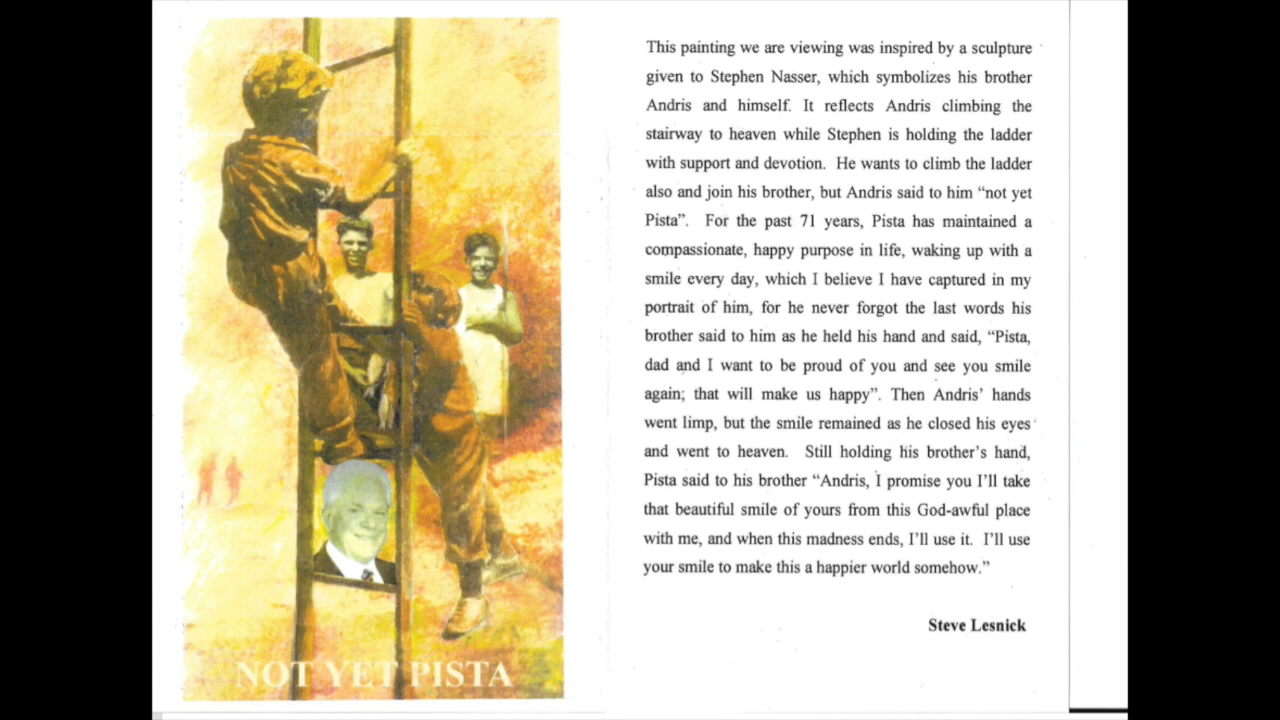 This painting we are viewing was inspired by a sculpture
given to Stephen Nasser, which symbolizes his brother
Andris and himself. It reflects Andris climbing the
stairway to heaven while Stephen is holding the ladder
with support and devotion. He wants to climb the ladder
also and join his brother, but Andris said to him “not yet
Pista”. For the past 71 years, Pista has maintained a
compassionate, happy purpose in life, waking up with a
smile every day, which I believe I have captured in my
portrait of him, for he never forgot the last words his
brother said to him as he held his hand and said, “Pista,
dad and I want to be proud of you and see you smile
again; that will make us happy”. Then Andris’ hands
went limp, but the smile remained as he closed his eyes
and went to heaven. Still holding his brother’s hand,
Pista said to his brother “Andris, I promise you I’ll take
that beautiful smile of yours from this God-awful place
with me, and when this madness ends, I’ll use it. I’ll use
your smile to make this a happier world somehow.”
Steve Lesnick
NOT YET PISTA